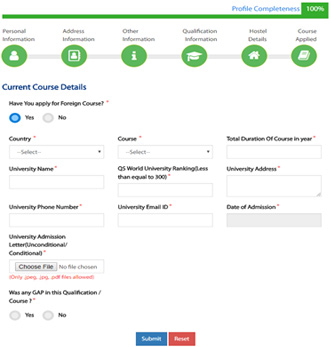 Profile Completeness 100%
Personal Information
Address Information
Other Information
Qualification Information
Hostel Details
Course Applied
Current Course Details
Have You apply for Foreign Course? *
Yes No
Country * Course * Total Duration Of Course in year *
--Select-- --Select--
University Name * QS World University Ranking(Less than equal to 300) * University Address *
University Phone Number * University Email ID * Date of Admission *
University Admission
Letter(Unconditional/
Conditional) *
Choose File No file chosen
(Only .jpeg, .jpg, .pdf files allowed)
Was any GAP in this Qualification /
Course ? *
Yes No
Submit Reset